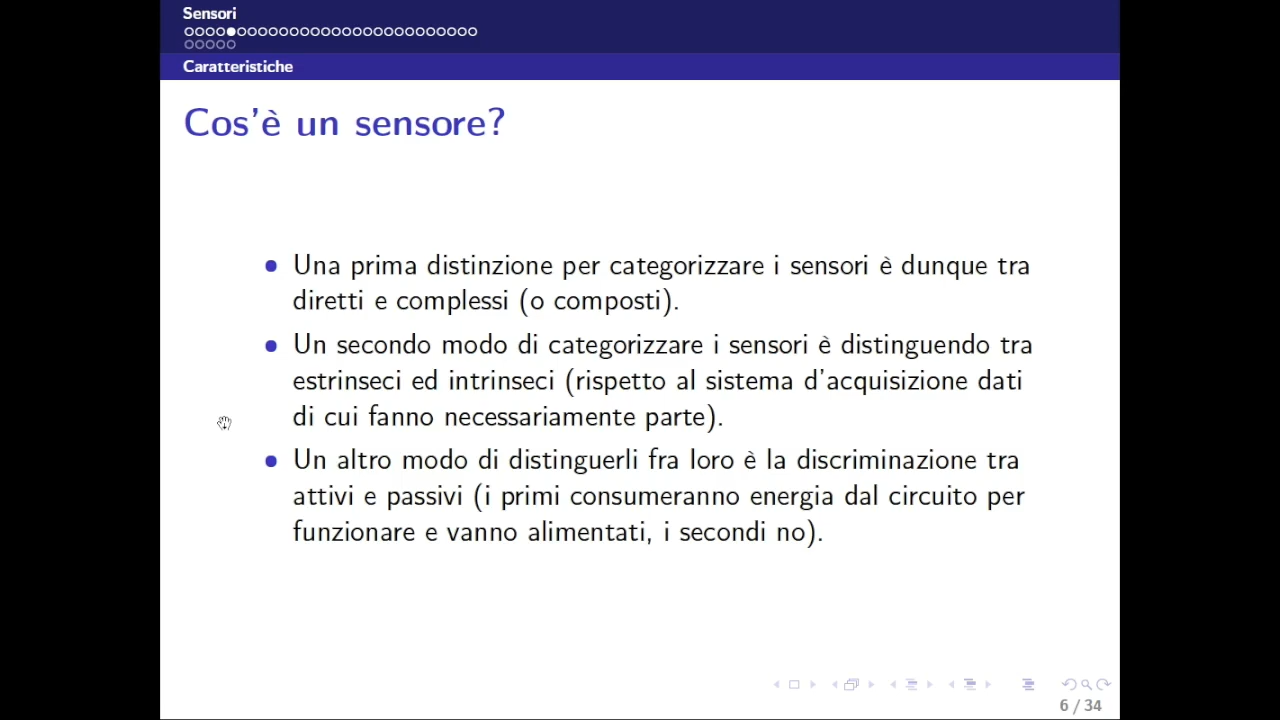 Sensori
Caratteristiche
Cos'è un sensore?
Una prima distinzione per categorizzare i sensori è dunque tra
diretti e complessi (o composti).
Un secondo modo di categorizzare i sensori è distinguendo tra
estrinseci ed intrinseci (rispetto al sistema d'acquisizione dati
di cui fanno necessariamente parte).
Un altro modo di distinguerli fra loro è la discriminazione tra
attivi e passivi (i primi consumeranno energia dal circuito per
funzionare e vanno alimentati, i secondi no).
6 / 34